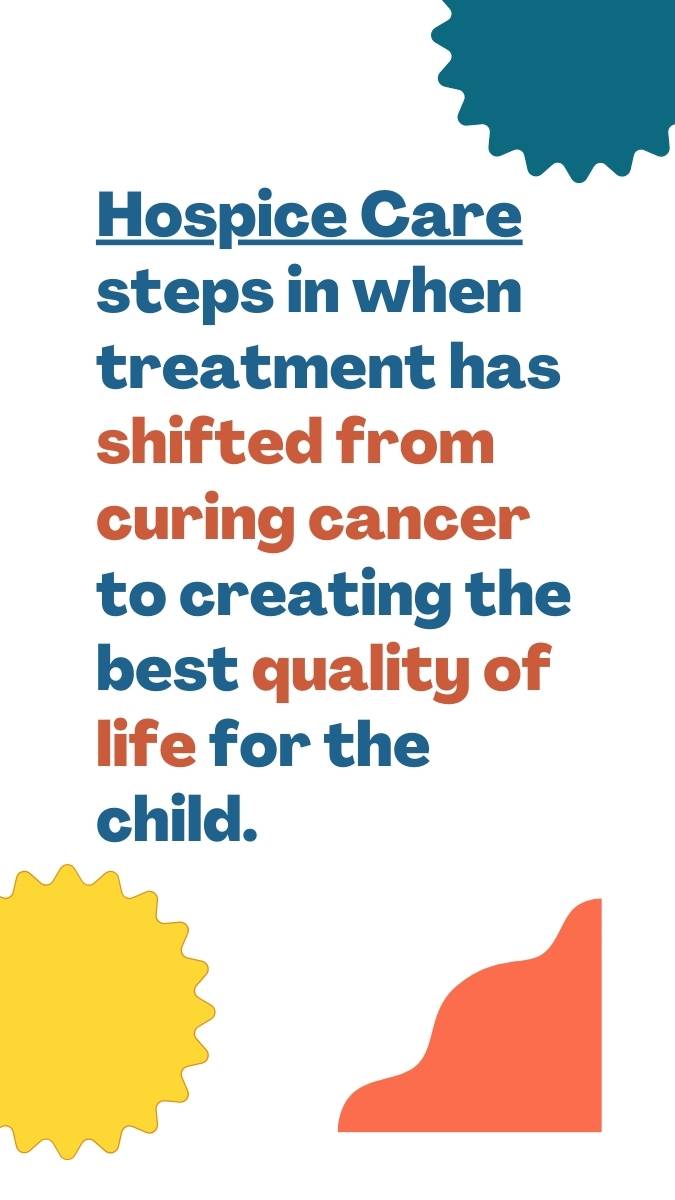 Hospice Care
steps in when
treatment has
shifted from
curing cancer
to creating the
best quality of
life for the
child.